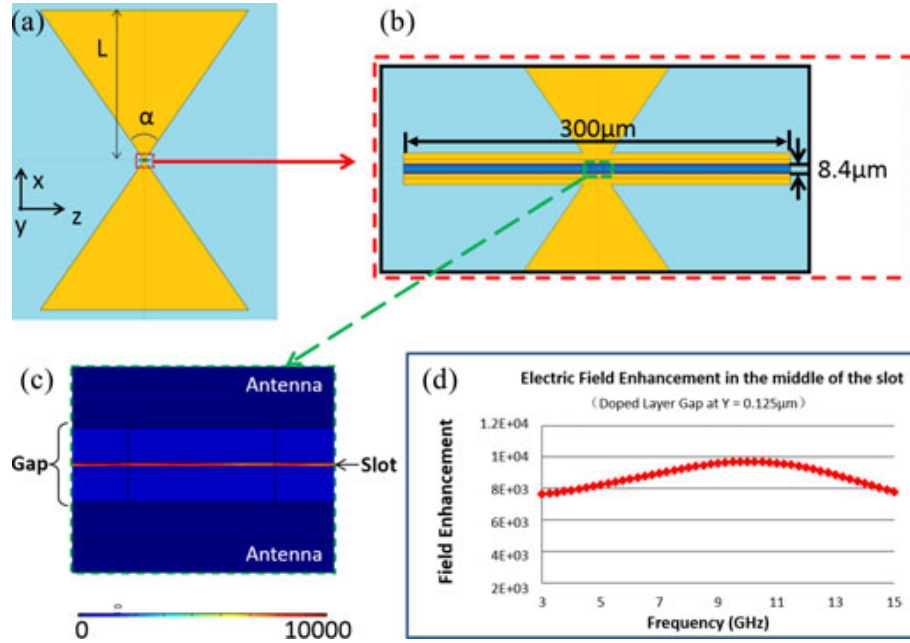 (a)
L
α
x
y
z
(b)
300μm
8.4μm
(c)
Antenna
Gap
Slot
Antenna
0
10000
(d)
Electric Field Enhancement in the middle of the slot
（Doped Layer Gap at Y = 0.125μm）
Field Enhancement
1.2E+04
1E+04
8E+03
6E+03
4E+03
2E+03
3 5 7 9 11 13 15
Frequency (GHz)